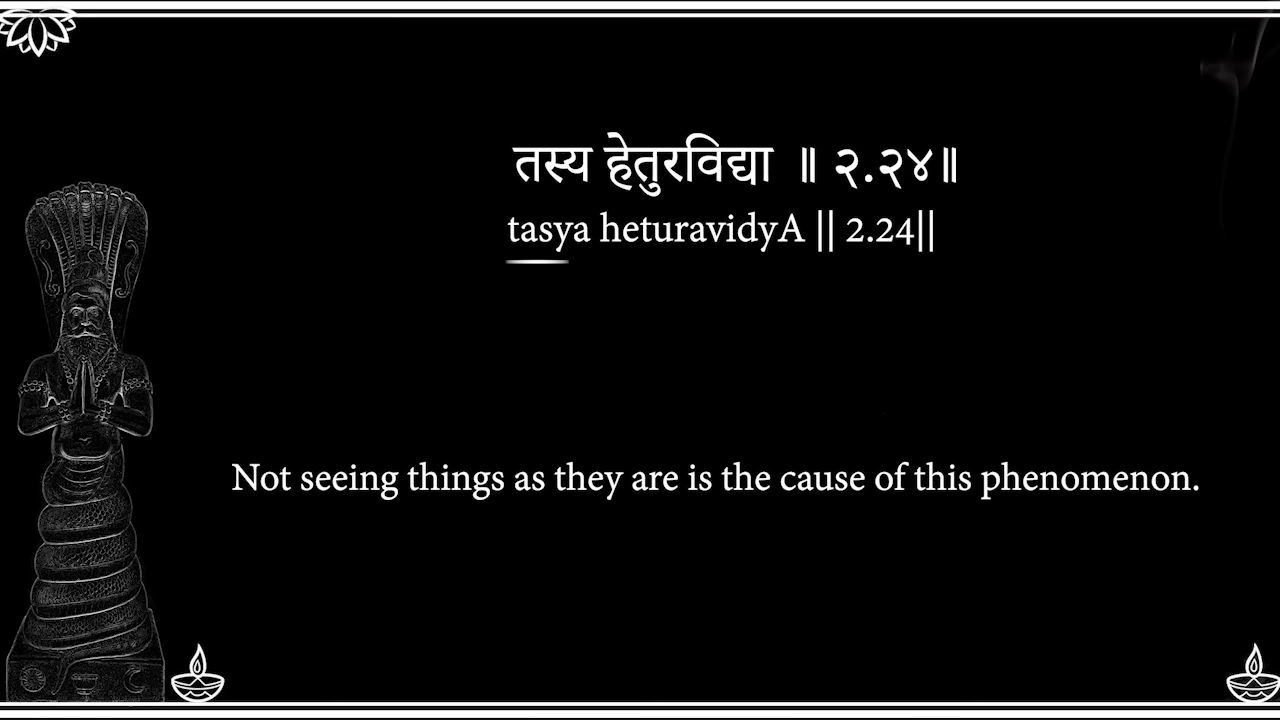 तस्य हेतुरविद्या ॥ २.२४॥
tasya heturavidyA || 2.24||
Not seeing things as they are is the cause of this phenomenon.